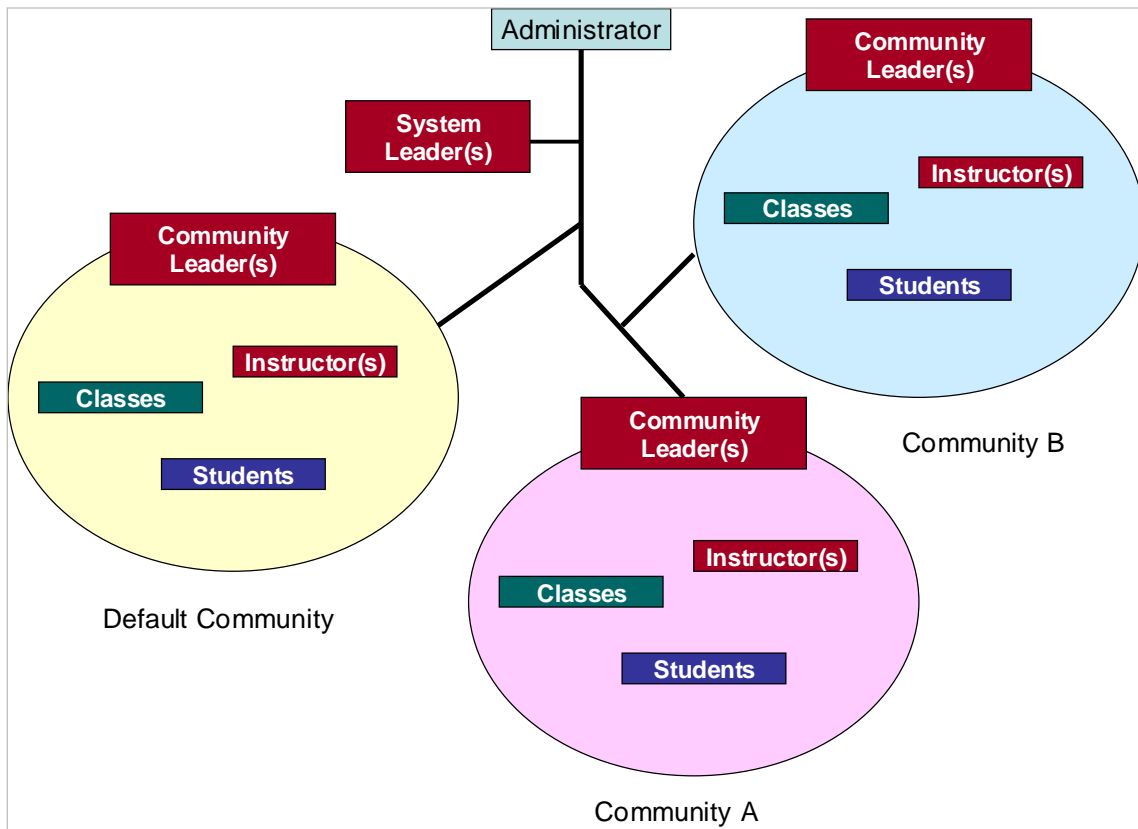 Administrator
System
Leader(s)
Community
Leader(s)
Instructor(s)
Classes
Students
Community B
Community
Leader(s)
Instructor(s)
Classes
Students
Default Community
Community
Leader(s)
Instructor(s)
Classes
Students
Community A